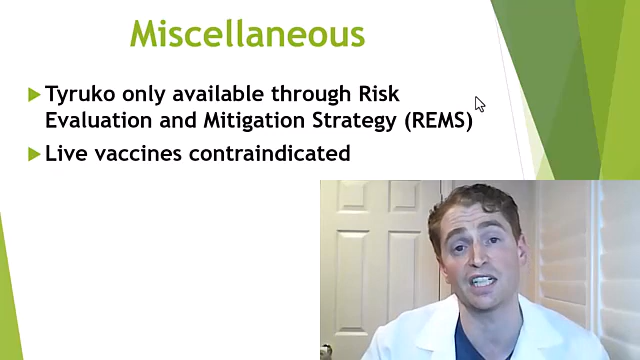 Miscellaneous
Tyruko only available through Risk
Evaluation and Mitigation Strategy (REMS)
Live vaccines contraindicated